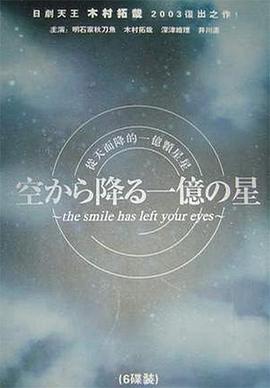 日劇天王 木村拓哉 2003復出之作！
主演：明石家秋刀魚 木村拓哉 深津繪理 井川遥
從天而降的一億顆星星
空から降る一億の星
～the smile has left your eyes～
(6碟裝)